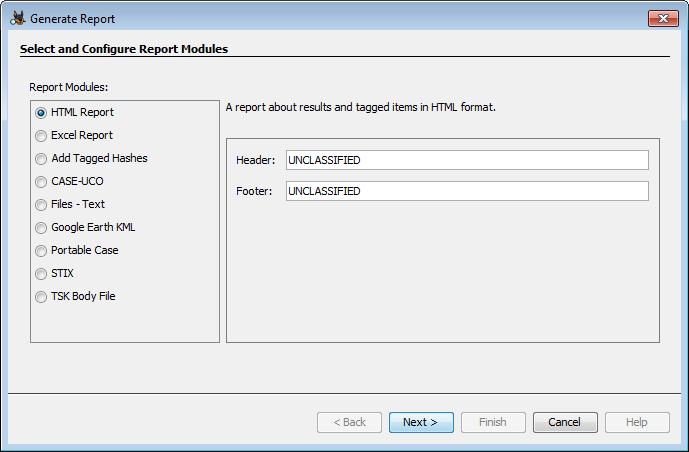 Generate Report
Select and Configure Report Modules
Report Modules:
HTML Report
Excel Report
Add Tagged Hashes
CASE-UCO
Files - Text
Google Earth KML
Portable Case
STIX
TSK Body File
A report about results and tagged items in HTML format.
Header: UNCLASSIFIED
Footer: UNCLASSIFIED
< Back Next > Finish Cancel Help